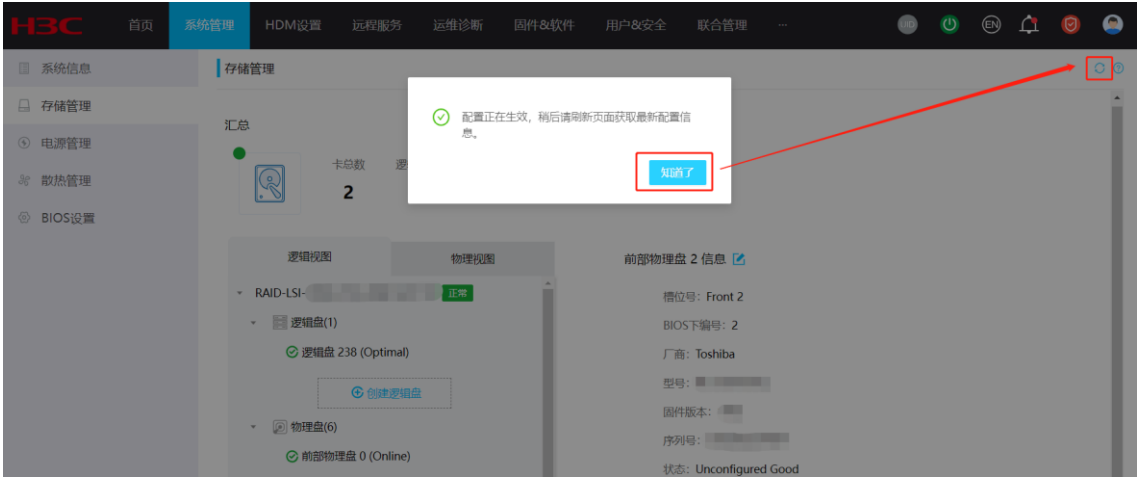 H3C 首页 系统管理 HDM设置 远程服务 运维诊断 固件&软件 用户&安全 联合管理 ··· UID EN
系统信息
存储管理
电源管理
散热管理
BIOS设置
存储管理
汇总
卡总数 逻
2
配置正在生效，稍后请刷新页面获取最新配置信
息。
知道了
逻辑视图 物理视图
RAID-LSI- 正常
逻辑盘(1)
逻辑盘 238 (Optimal)
创建逻辑盘
物理盘(6)
前部物理盘 0 (Online)
前部物理盘 2 信息
槽位号: Front 2
BIOS下编号: 2
厂商: Toshiba
型号:
固件版本:
序列号:
状态: Unconfigured Good